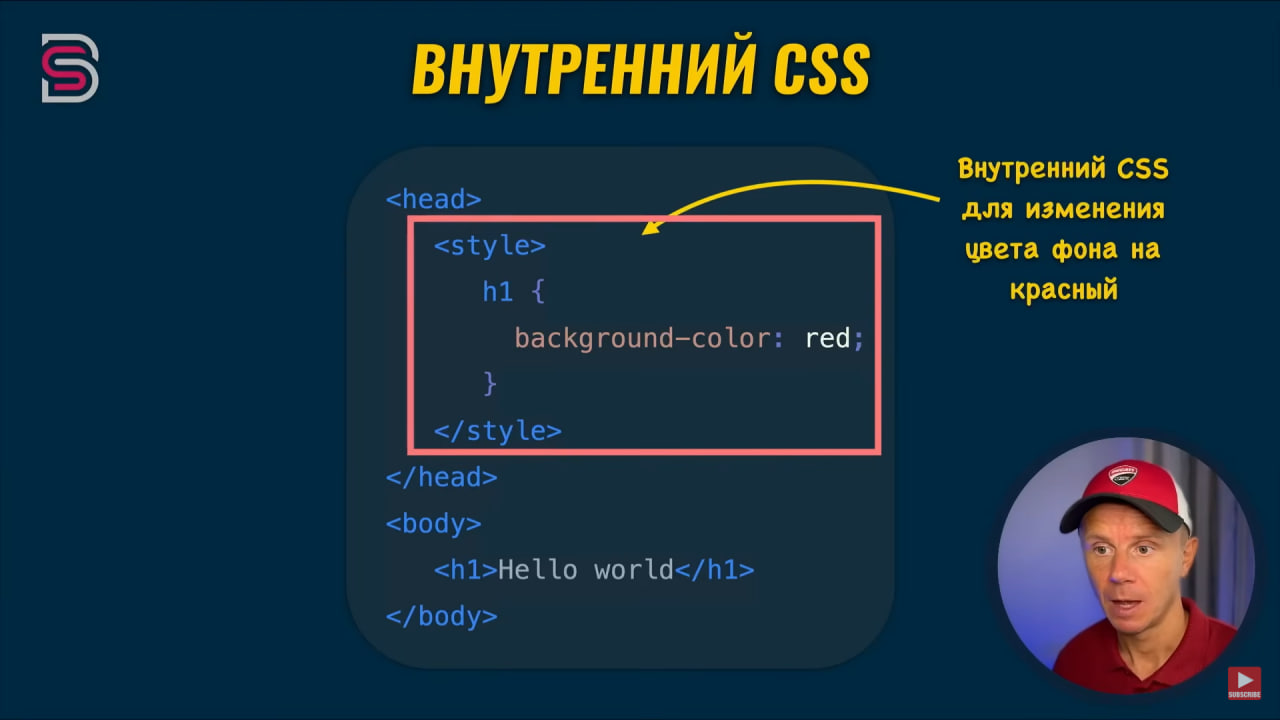 ВНУТРЕННИЙ CSS
<head>
<style>
h1 {
background-color: red;
}
</style>
</head>
<body>
<h1>Hello world</h1>
</body>
Внутренний CSS
для изменения
цвета фона на
красный
SUBSCRIBE